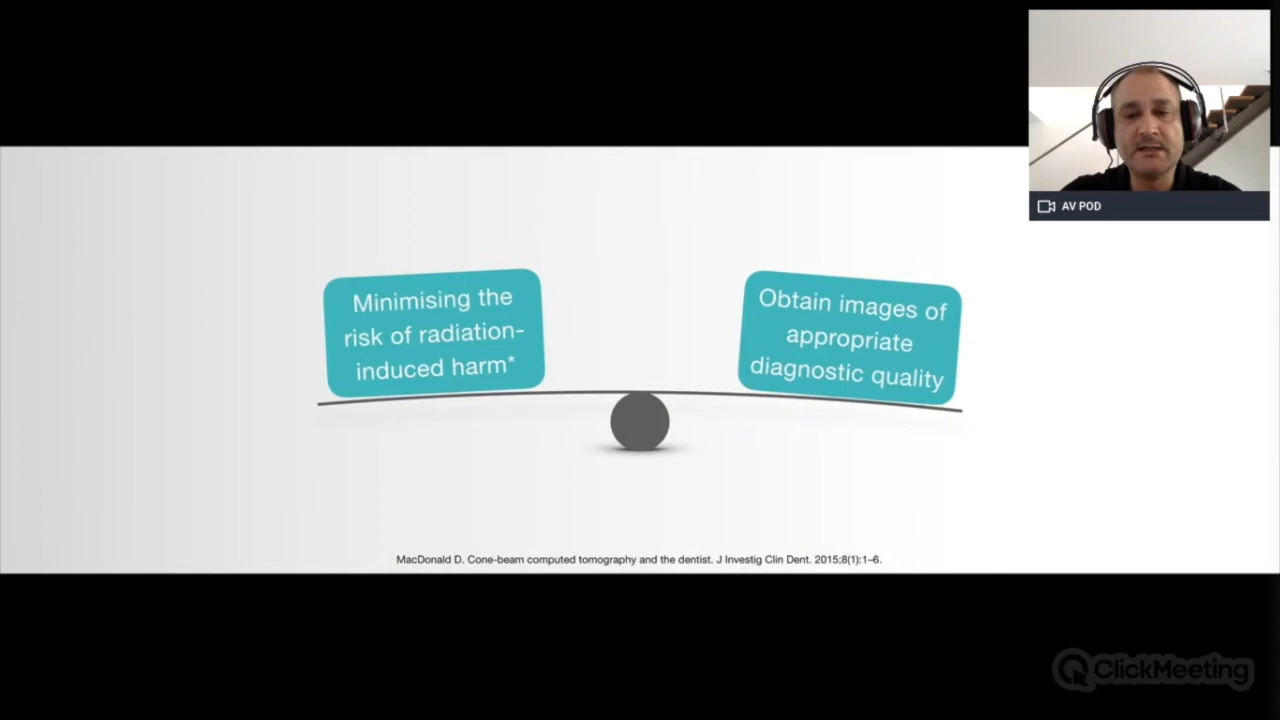 AV POD
Minimising the
risk of radiation-
induced harm*
Obtain images of
appropriate
diagnostic quality
MacDonald D. Cone-beam computed tomography and the dentist. J Investig Clin Dent. 2015;8(1):1–6.
ClickMeeting